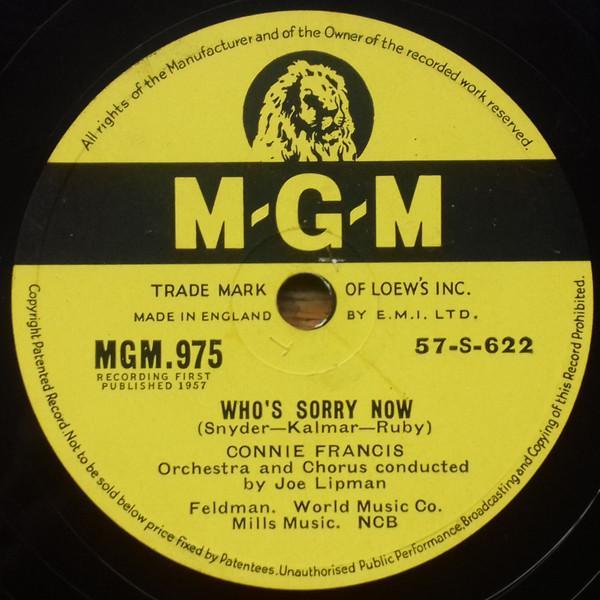 All rights of the Manufacturer and of the Owner of the recorded work reserved.
M-G-M
TRADE MARK OF LOEW'S INC.
MADE IN ENGLAND BY E.M.I. LTD.
MGM.975 57-S-622
RECORDING FIRST
PUBLISHED 1957
WHO'S SORRY NOW
(Snyder—Kalmar—Ruby)
CONNIE FRANCIS
Orchestra and Chorus conducted
by Joe Lipman
Feldman. World Music Co.
Mills Music. NCB
Copyright Patented Record. Not to be sold below price fixed by Patentees. Unauthorised Public Performance, Broadcasting and Copying of this Record Prohibited.